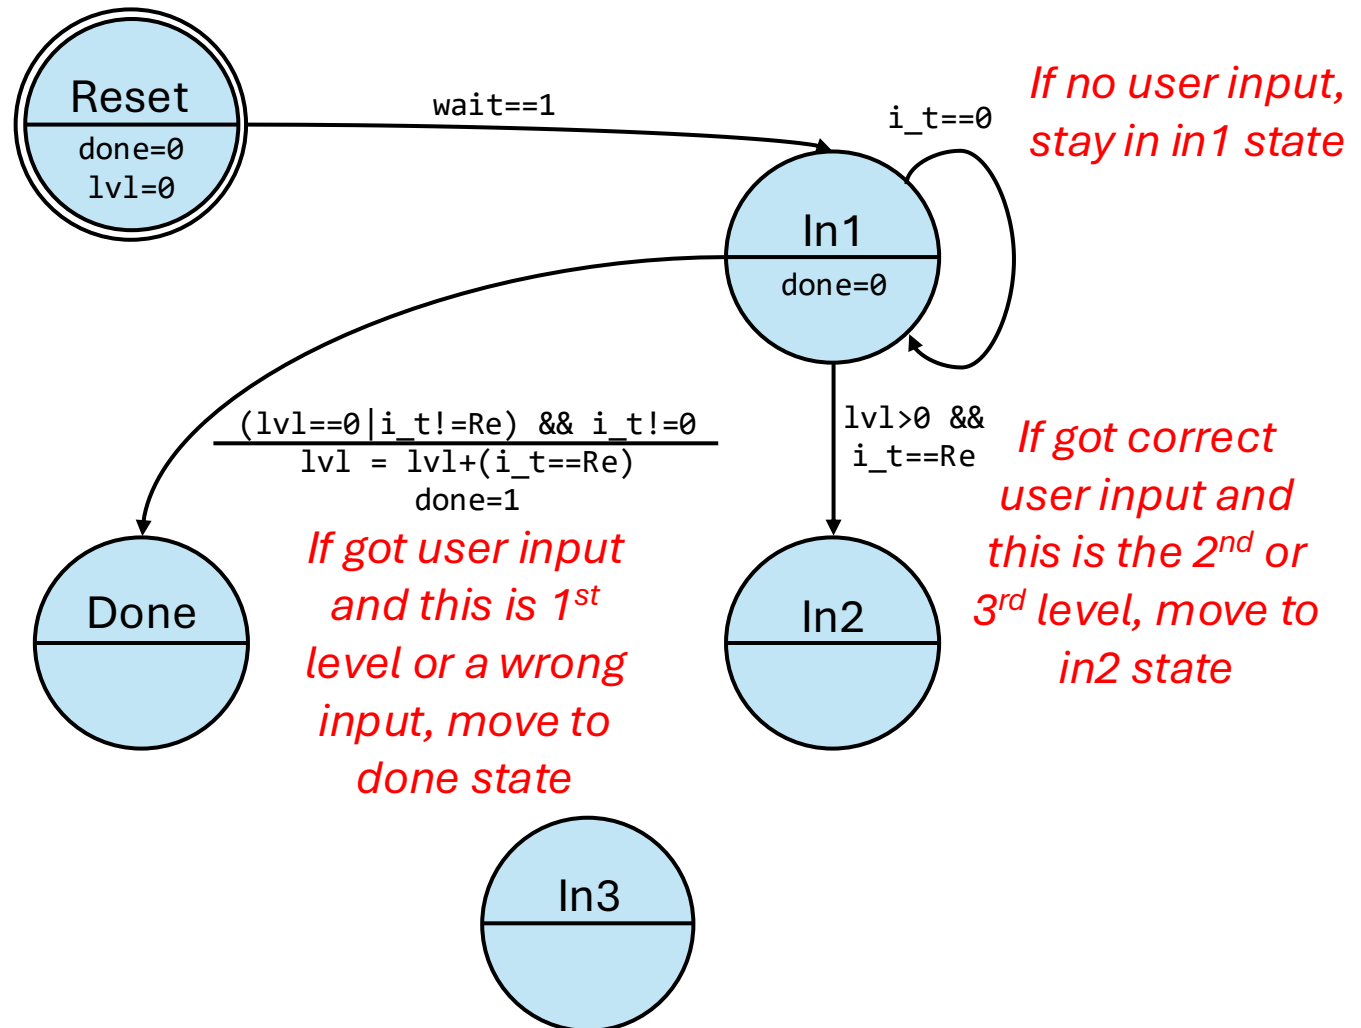 Reset
done=0
lvl=0
wait==1
i_t==0
If no user input,
stay in in1 state
In1
done=0
(lvl==0|i_t!=Re) && i_t!=0
lvl = lvl+(i_t==Re)
done=1
lvl>0 &&
i_t==Re
If got correct
user input and
this is the 2nd or
3rd level, move to
in2 state
If got user input
and this is 1st
level or a wrong
input, move to
done state
Done
In2
In3